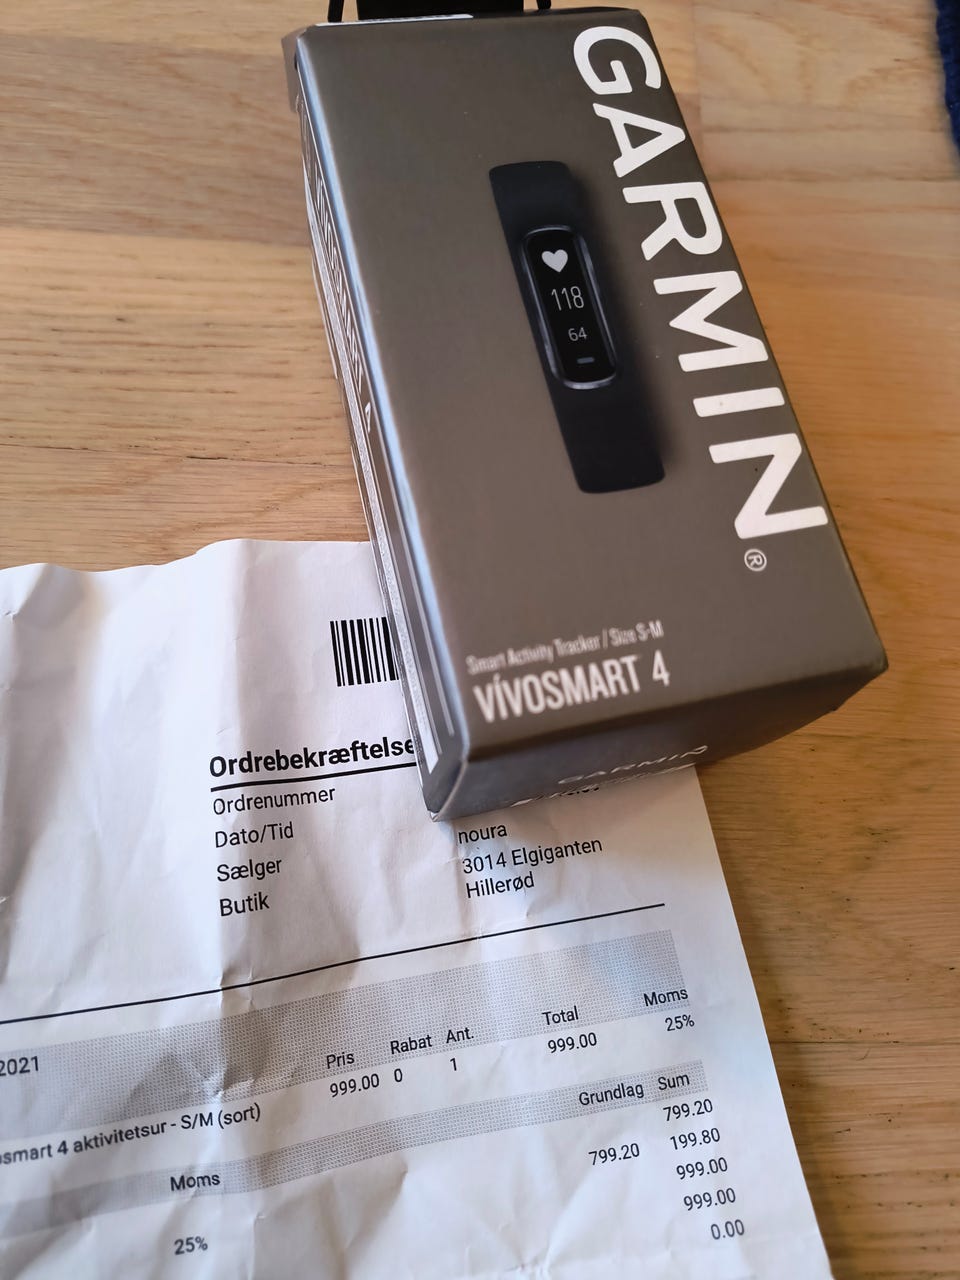 GARMIN®
118
64
Smart Activity Tracker / Size S-M
VÍVOSMART 4
GARMIN
Ordrebekræftelse
Ordrenummer
Dato/Tid
Sælger noura
Butik 3014 Elgiganten
Hillerød
2021
Pris Rabat Ant. Total Moms
999.00 0 1 999.00 25%
osmart 4 aktivitetsur - S/M (sort)
Moms Grundlag Sum
799.20
25% 799.20 199.80
999.00
999.00
0.00